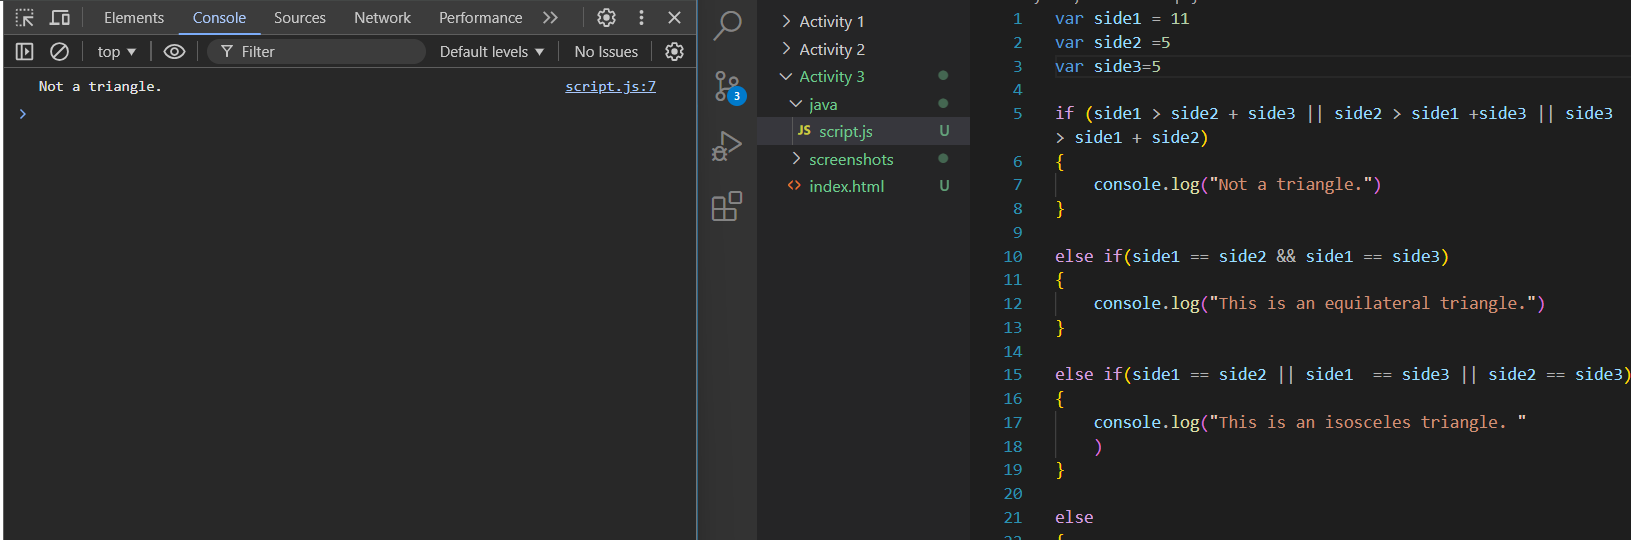 Elements Console Sources Network Performance
top Filter Default levels No Issues
Not a triangle. script.js:7
3
Activity 1
Activity 2
Activity 3
java
JS script.js U
screenshots
index.html U
1 var side1 = 11
2 var side2 =5
3 var side3=5
4
5 if (side1 > side2 + side3 || side2 > side1 +side3 || side3
> side1 + side2)
6 {
7 console.log("Not a triangle.")
8 }
9
10 else if(side1 == side2 && side1 == side3)
11 {
12 console.log("This is an equilateral triangle.")
13 }
14
15 else if(side1 == side2 || side1  == side3 || side2 == side3)
16 {
17 console.log("This is an isosceles triangle. "
18 )
19 }
20
21 else